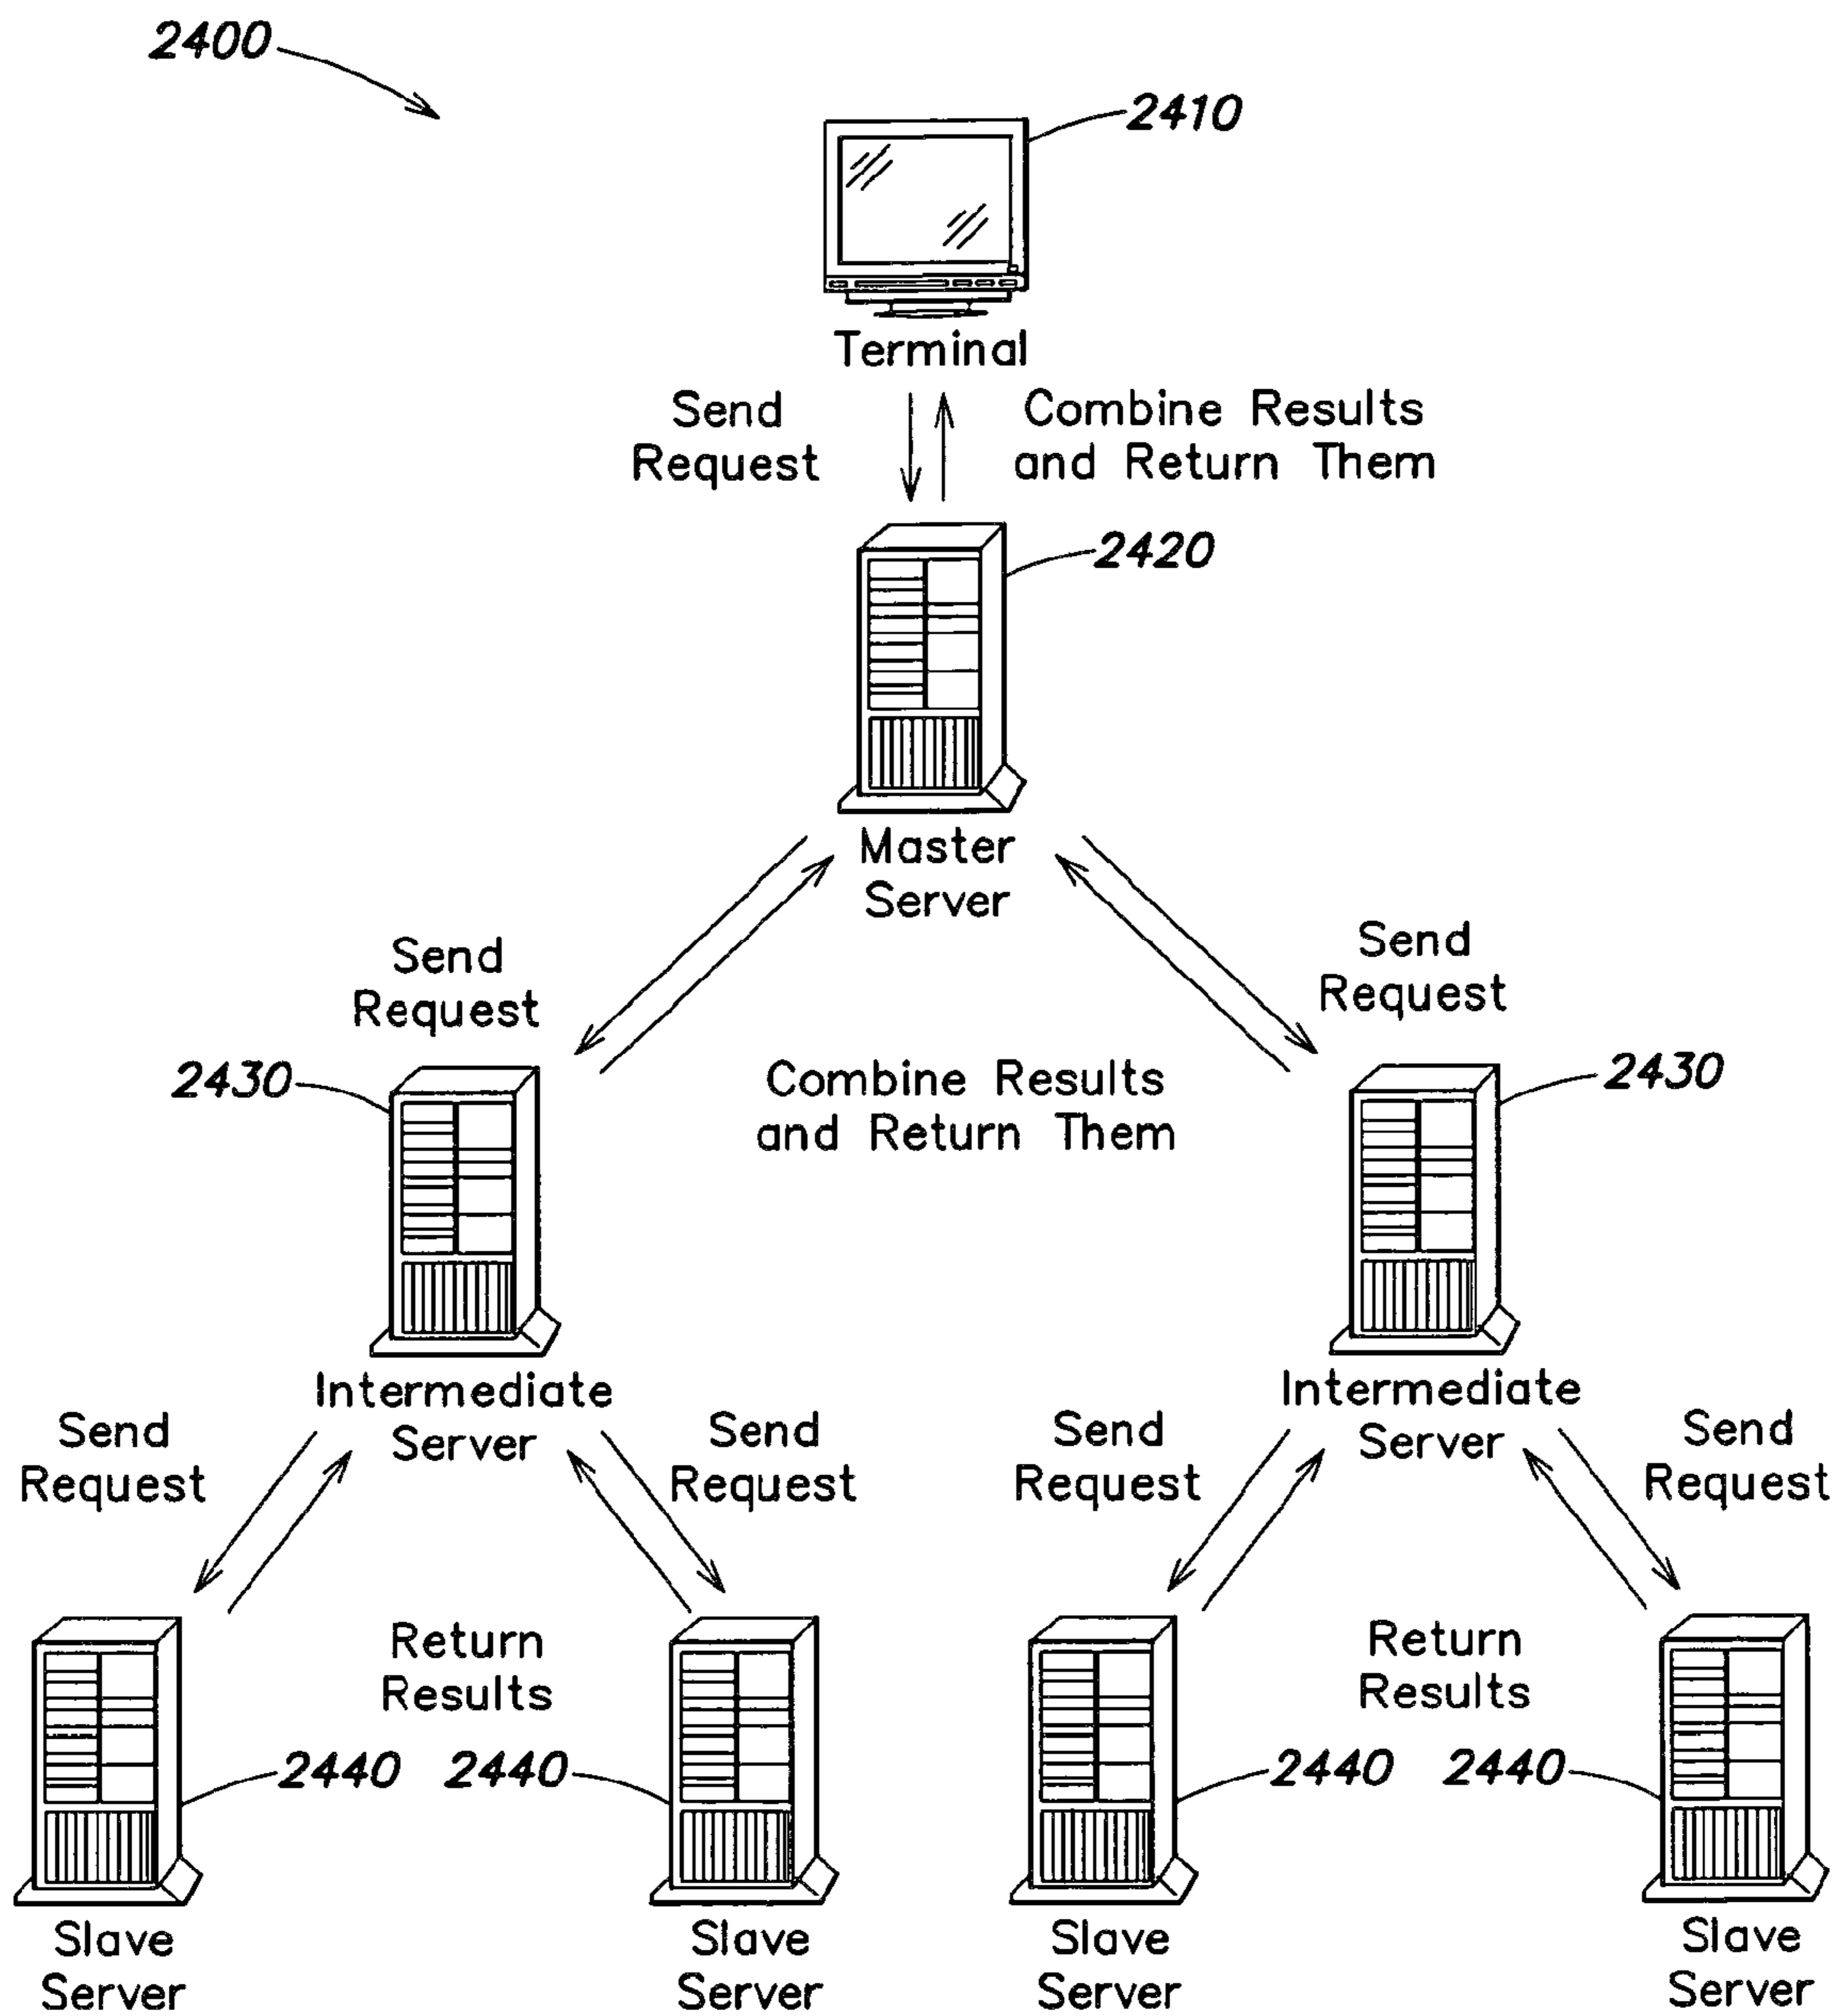 2400
2410
Terminal
Send
Request
Combine Results
and Return Them
2420
Master
Server
Send
Request
Send
Request
2430
Combine Results
and Return Them
2430
Intermediate
Server
Intermediate
Server
Send
Request
Send
Request
Send
Request
Send
Request
Return
Results
Return
Results
2440
2440
2440
2440
Slave
Server
Slave
Server
Slave
Server
Slave
Server